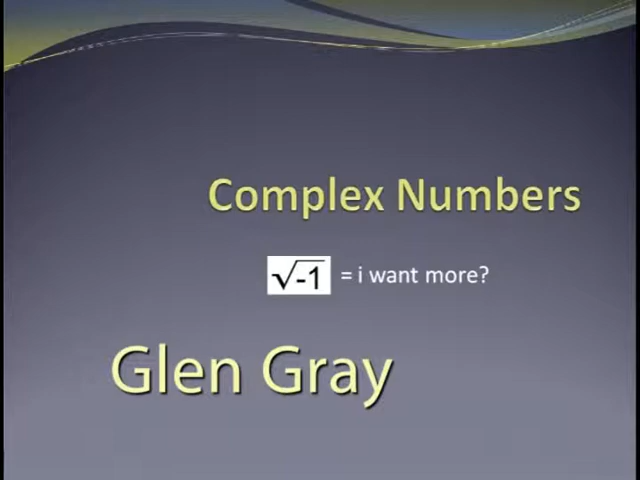 Complex Numbers
√-1 = i want more?
Glen Gray